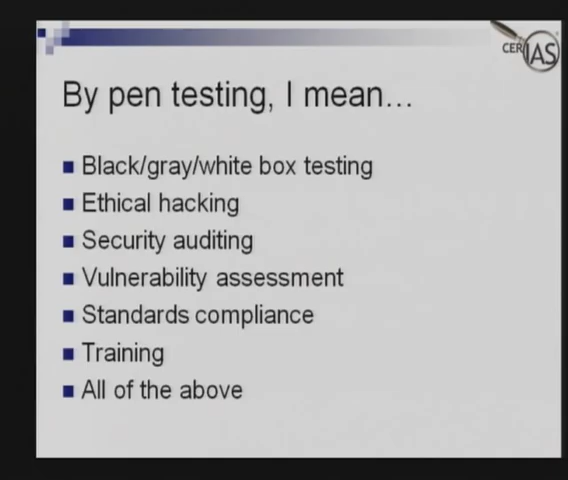 CERIAS
By pen testing, I mean...
Black/gray/white box testing
Ethical hacking
Security auditing
Vulnerability assessment
Standards compliance
Training
All of the above